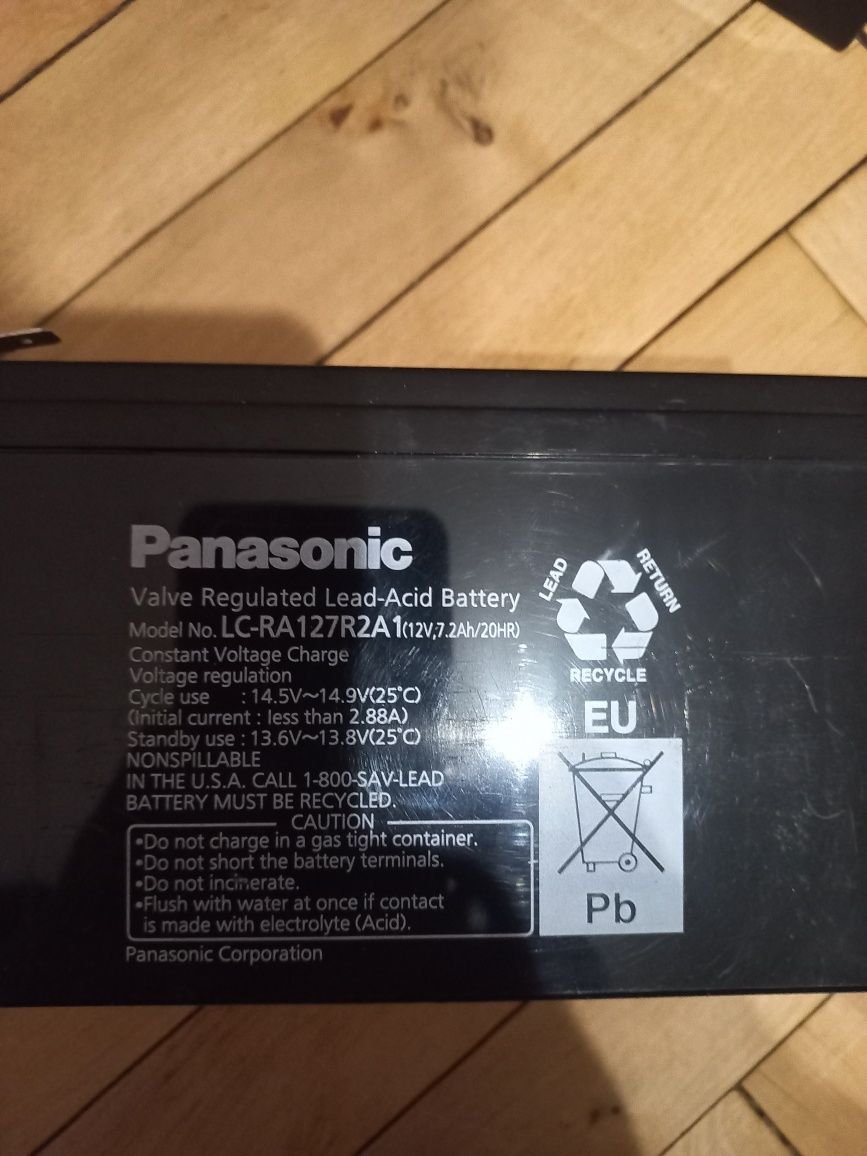 Panasonic
Valve Regulated Lead-Acid Battery
Model No. LC-RA127R2A1(12V,7.2Ah/20HR)
Constant Voltage Charge
Voltage regulation
Cycle use : 14.5V～14.9V(25°C)
(Initial current : less than 2.88A)
Standby use : 13.6V～13.8V(25°C)
NONSPILLABLE
IN THE U.S.A. CALL 1-800-SAV-LEAD
BATTERY MUST BE RECYCLED.
CAUTION
•Do not charge in a gas tight container.
•Do not short the battery terminals.
•Do not incinerate.
•Flush with water at once if contact
is made with electrolyte (Acid).
Panasonic Corporation
LEAD
RETURN
RECYCLE
EU
Pb